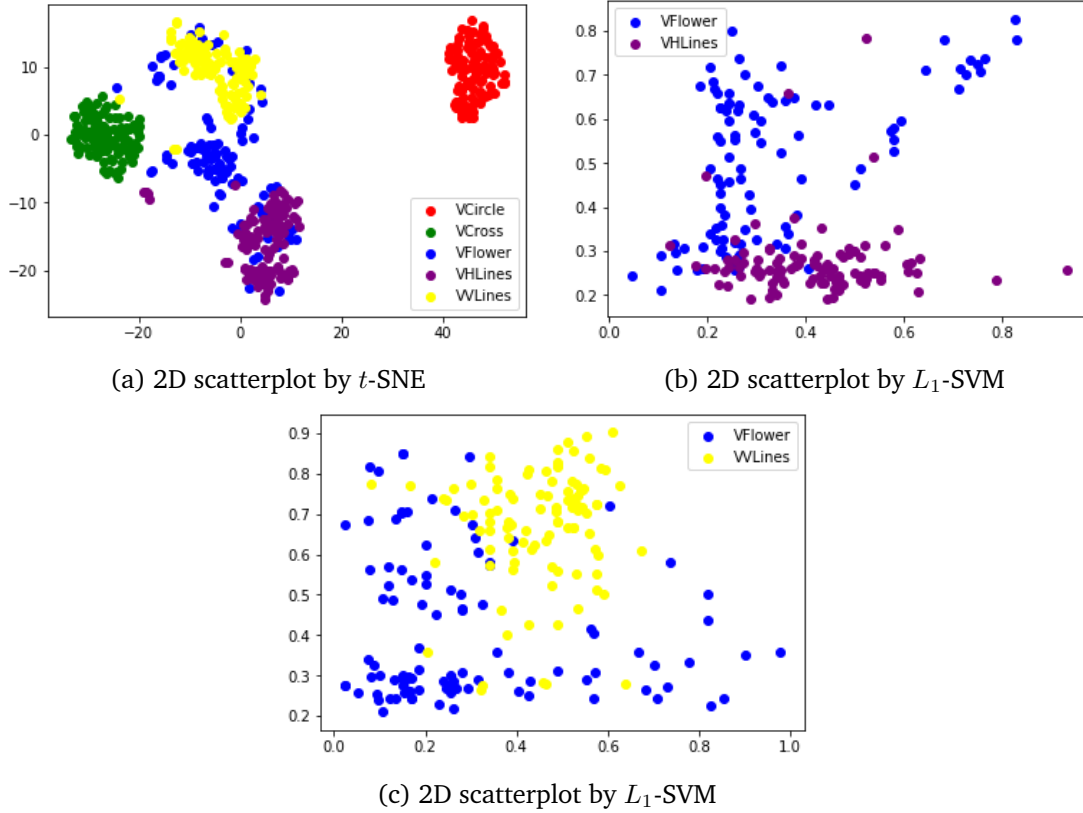 10
0
−10
−20
−20
0
20
40
VCircle
VCross
VFlower
VHLines
VVLines
(a) 2D scatterplot by t-SNE
0.8
0.7
0.6
0.5
0.4
0.3
0.2
0.2
0.4
0.6
0.8
VFlower
VHLines
(b) 2D scatterplot by L₁-SVM
0.9
0.8
0.7
0.6
0.5
0.4
0.3
0.2
0.0
0.2
0.4
0.6
0.8
1.0
VFlower
VVLines
(c) 2D scatterplot by L₁-SVM